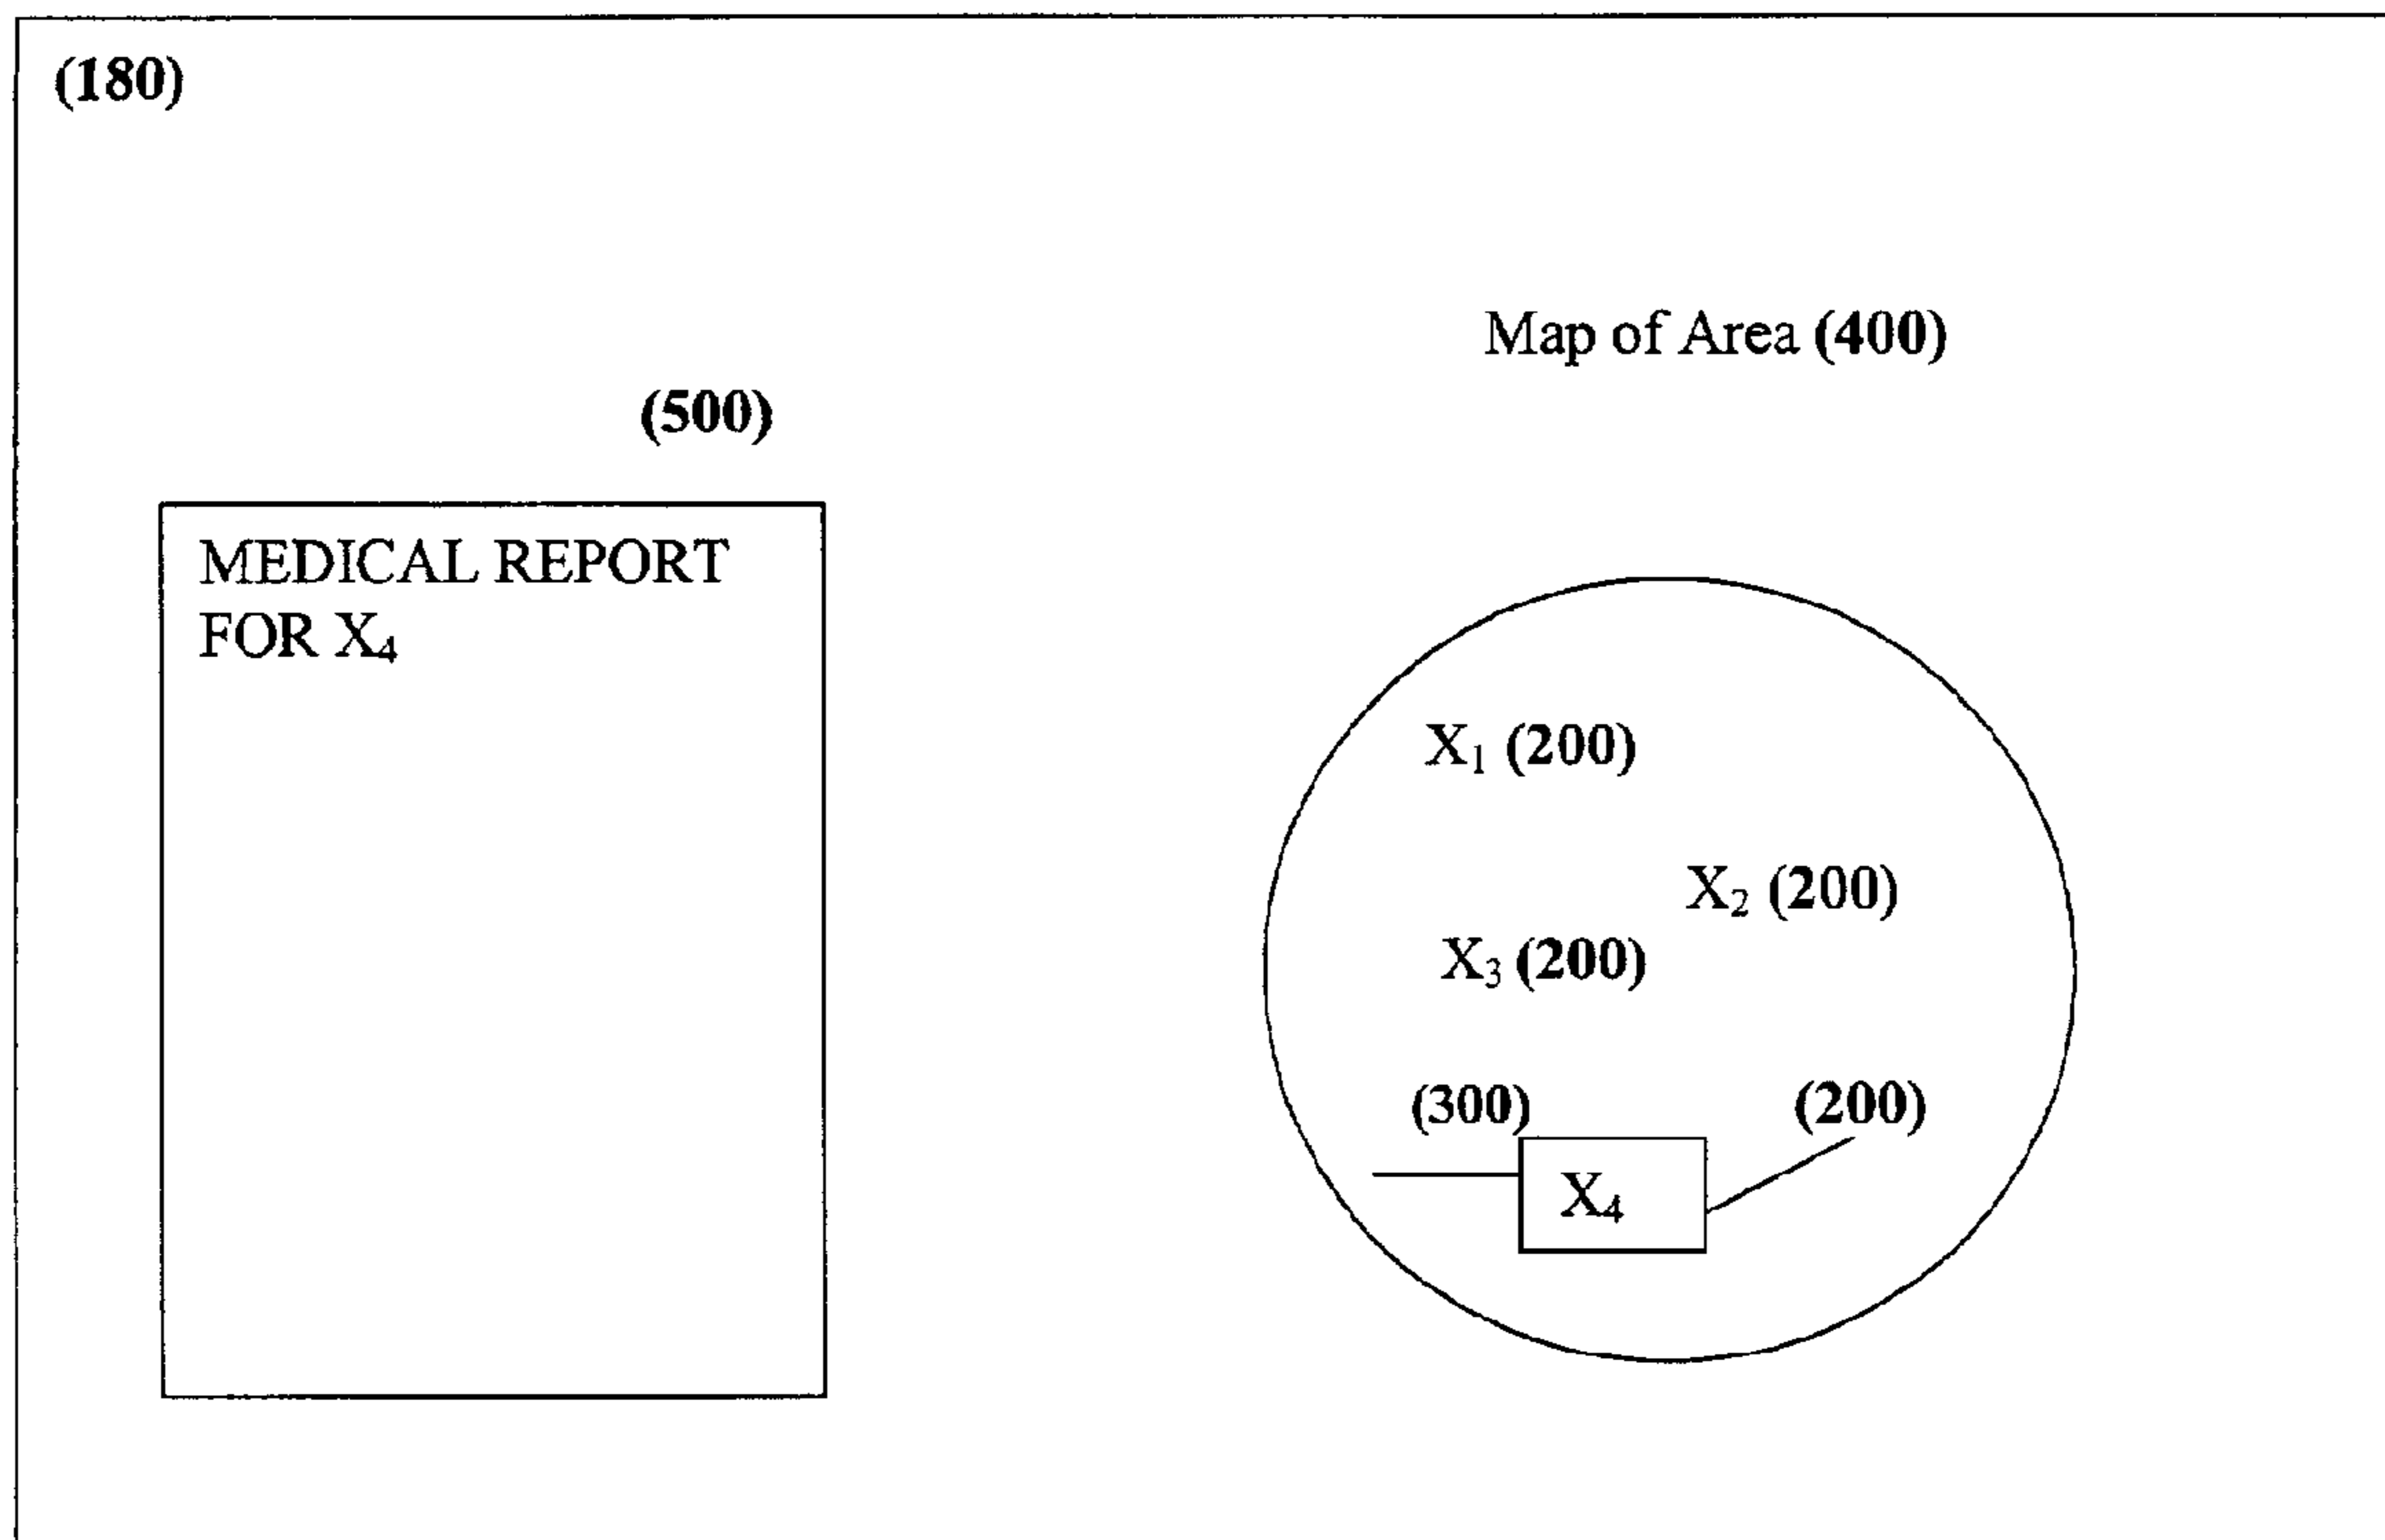 (180)
Map of Area (400)
(500)
MEDICAL REPORT
FOR X₄
X₁ (200)
X₂ (200)
X₃ (200)
(300)
(200)
X₄